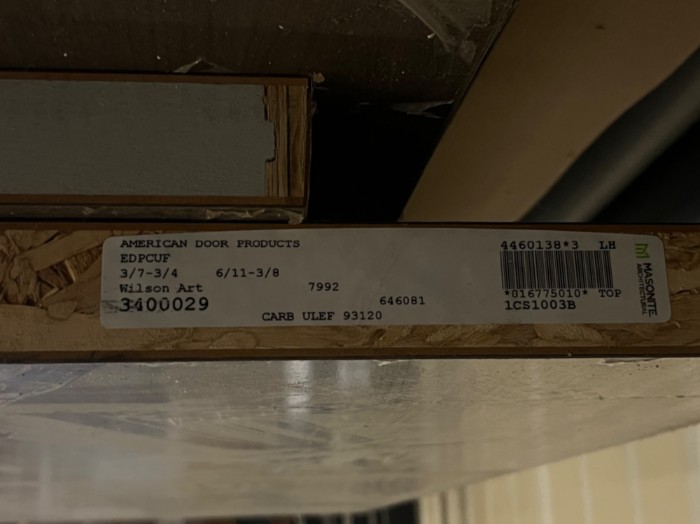 AMERICAN DOOR PRODUCTS
EDPCUF
3/7-3/4 6/11-3/8
Wilson Art 7992
3400029 646081
CARB ULEF 93120
4460138*3 LH
*016775010* TOP
1CS1003B
MASONITE
ARCHITECTURAL